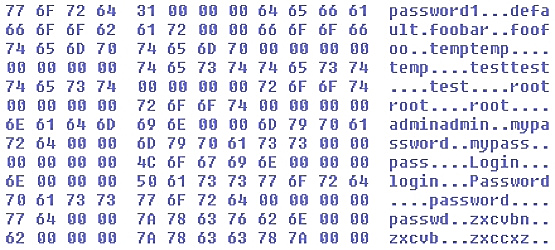 77 6F 72 64  31 00 00 00 64 65 66 61  password1...defa
66 6F 6F 62  61 72 00 00 66 6F 6F 66  ult.foobar..foof
74 65 6D 70  74 65 6D 70 00 00 00 00  oo..temptemp....
00 00 00 00  74 65 73 74 74 65 73 74  temp....testtest
74 65 73 74  00 00 00 00 72 6F 6F 74  ....test....root
00 00 00 00  72 6F 6F 74 00 00 00 00  root....root....
6E 61 64 6D  69 6E 00 00 6D 79 70 61  adminadmin..mypa
72 64 00 00  6D 79 70 61 73 73 00 00  ssword..mypass..
00 00 00 00  4C 6F 67 69 6E 00 00 00  pass....Login...
6E 00 00 00  50 61 73 73 77 6F 72 64  login...Password
70 61 73 73  77 6F 72 64 00 00 00 00  ....password....
77 64 00 00  7A 78 63 76 62 6E 00 00  passwd..zxcvbn..
62 00 00 00  7A 78 63 63 78 7A 00 00  zxcvb...zxccxz..